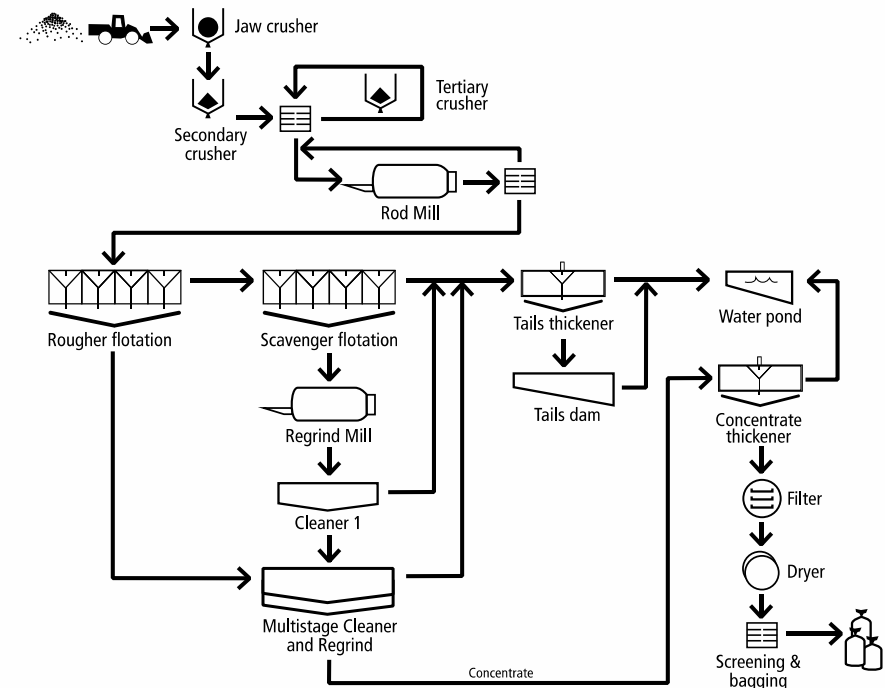 Jaw crusher
Tertiary
crusher
Secondary
crusher
Rod Mill
Rougher flotation
Scavenger flotation
Tails thickener
Water pond
Tails dam
Regrind Mill
Concentrate
thickener
Cleaner 1
Filter
Dryer
Multistage Cleaner
and Regrind
Concentrate
Screening &
bagging